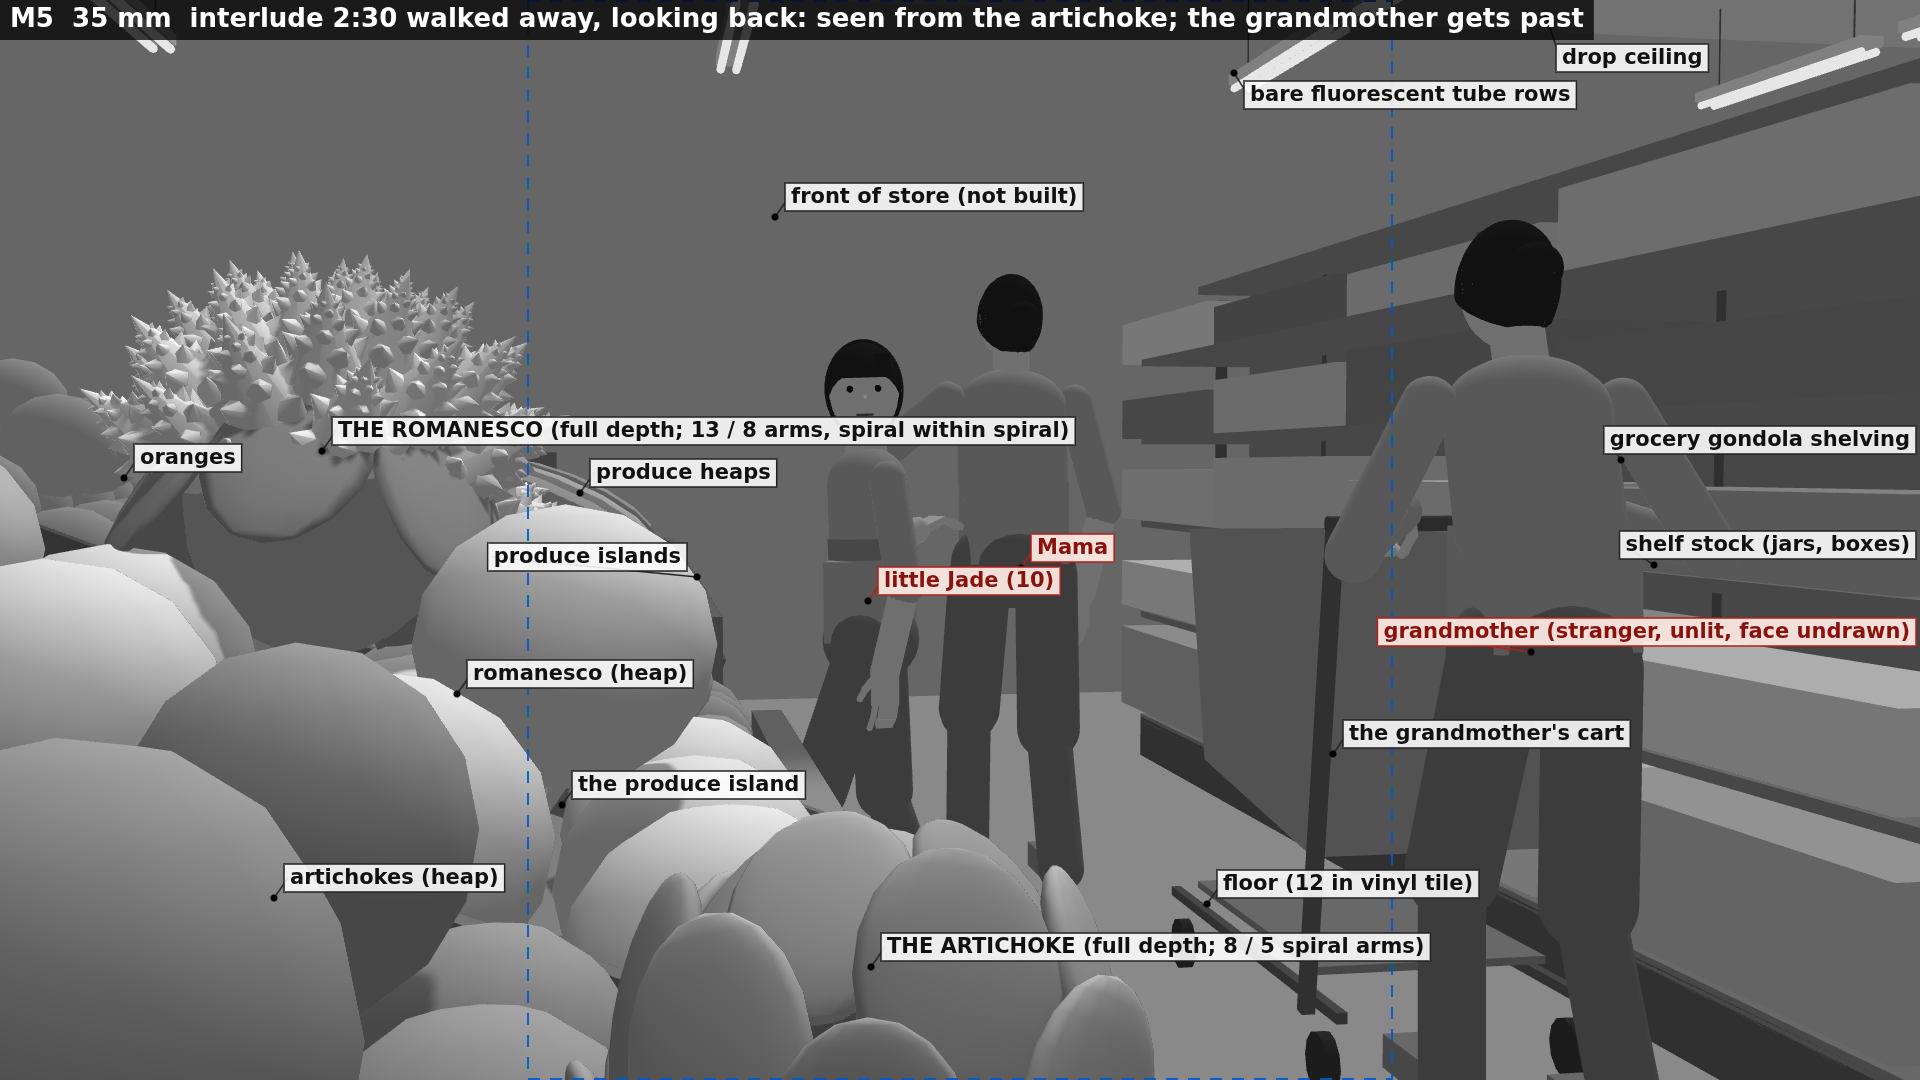 M5 35 mm interlude 2:30 walked away, looking back: seen from the artichoke; the grandmother gets past
drop ceiling
bare fluorescent tube rows
front of store (not built)
THE ROMANESCO (full depth; 13 / 8 arms, spiral within spiral)
grocery gondola shelving
oranges
produce heaps
shelf stock (jars, boxes)
Mama
produce islands
little Jade (10)
grandmother (stranger, unlit, face undrawn)
romanesco (heap)
the grandmother's cart
the produce island
artichokes (heap)
floor (12 in vinyl tile)
THE ARTICHOKE (full depth; 8 / 5 spiral arms)